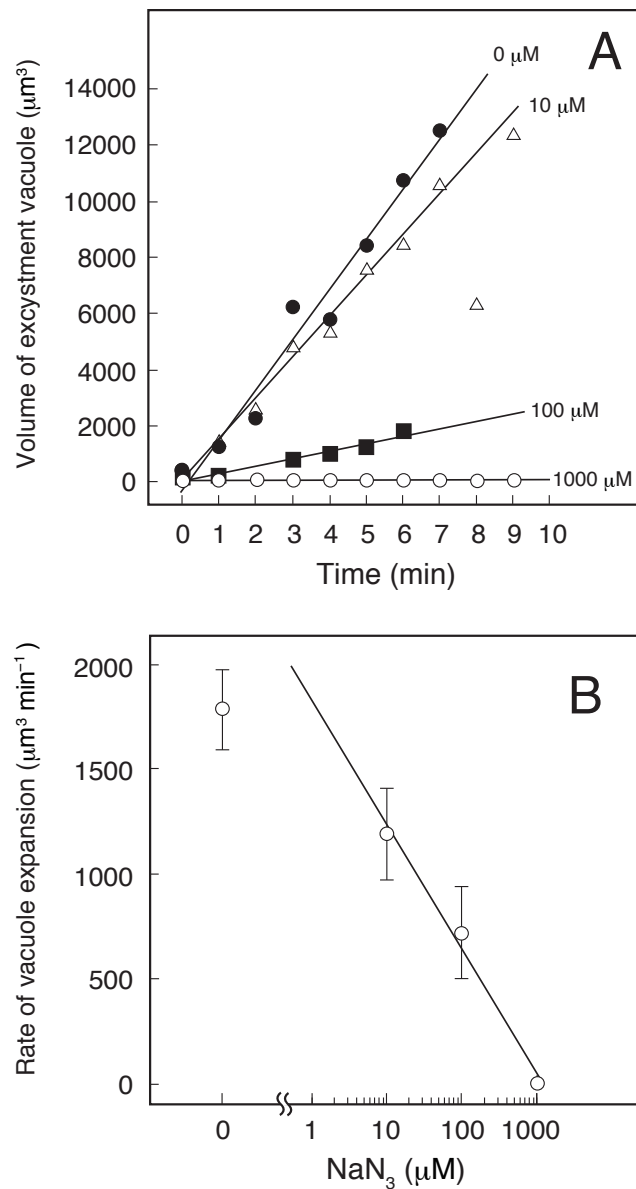 A
Volume of excystment vacuole (μm³)
14000
12000
10000
8000
6000
4000
2000
0
0 μM
10 μM
100 μM
1000 μM
0 1 2 3 4 5 6 7 8 9 10
Time (min)
B
Rate of vacuole expansion (μm³ min⁻¹)
2000
1500
1000
500
0
0 1 10 100 1000
NaN₃ (μM)